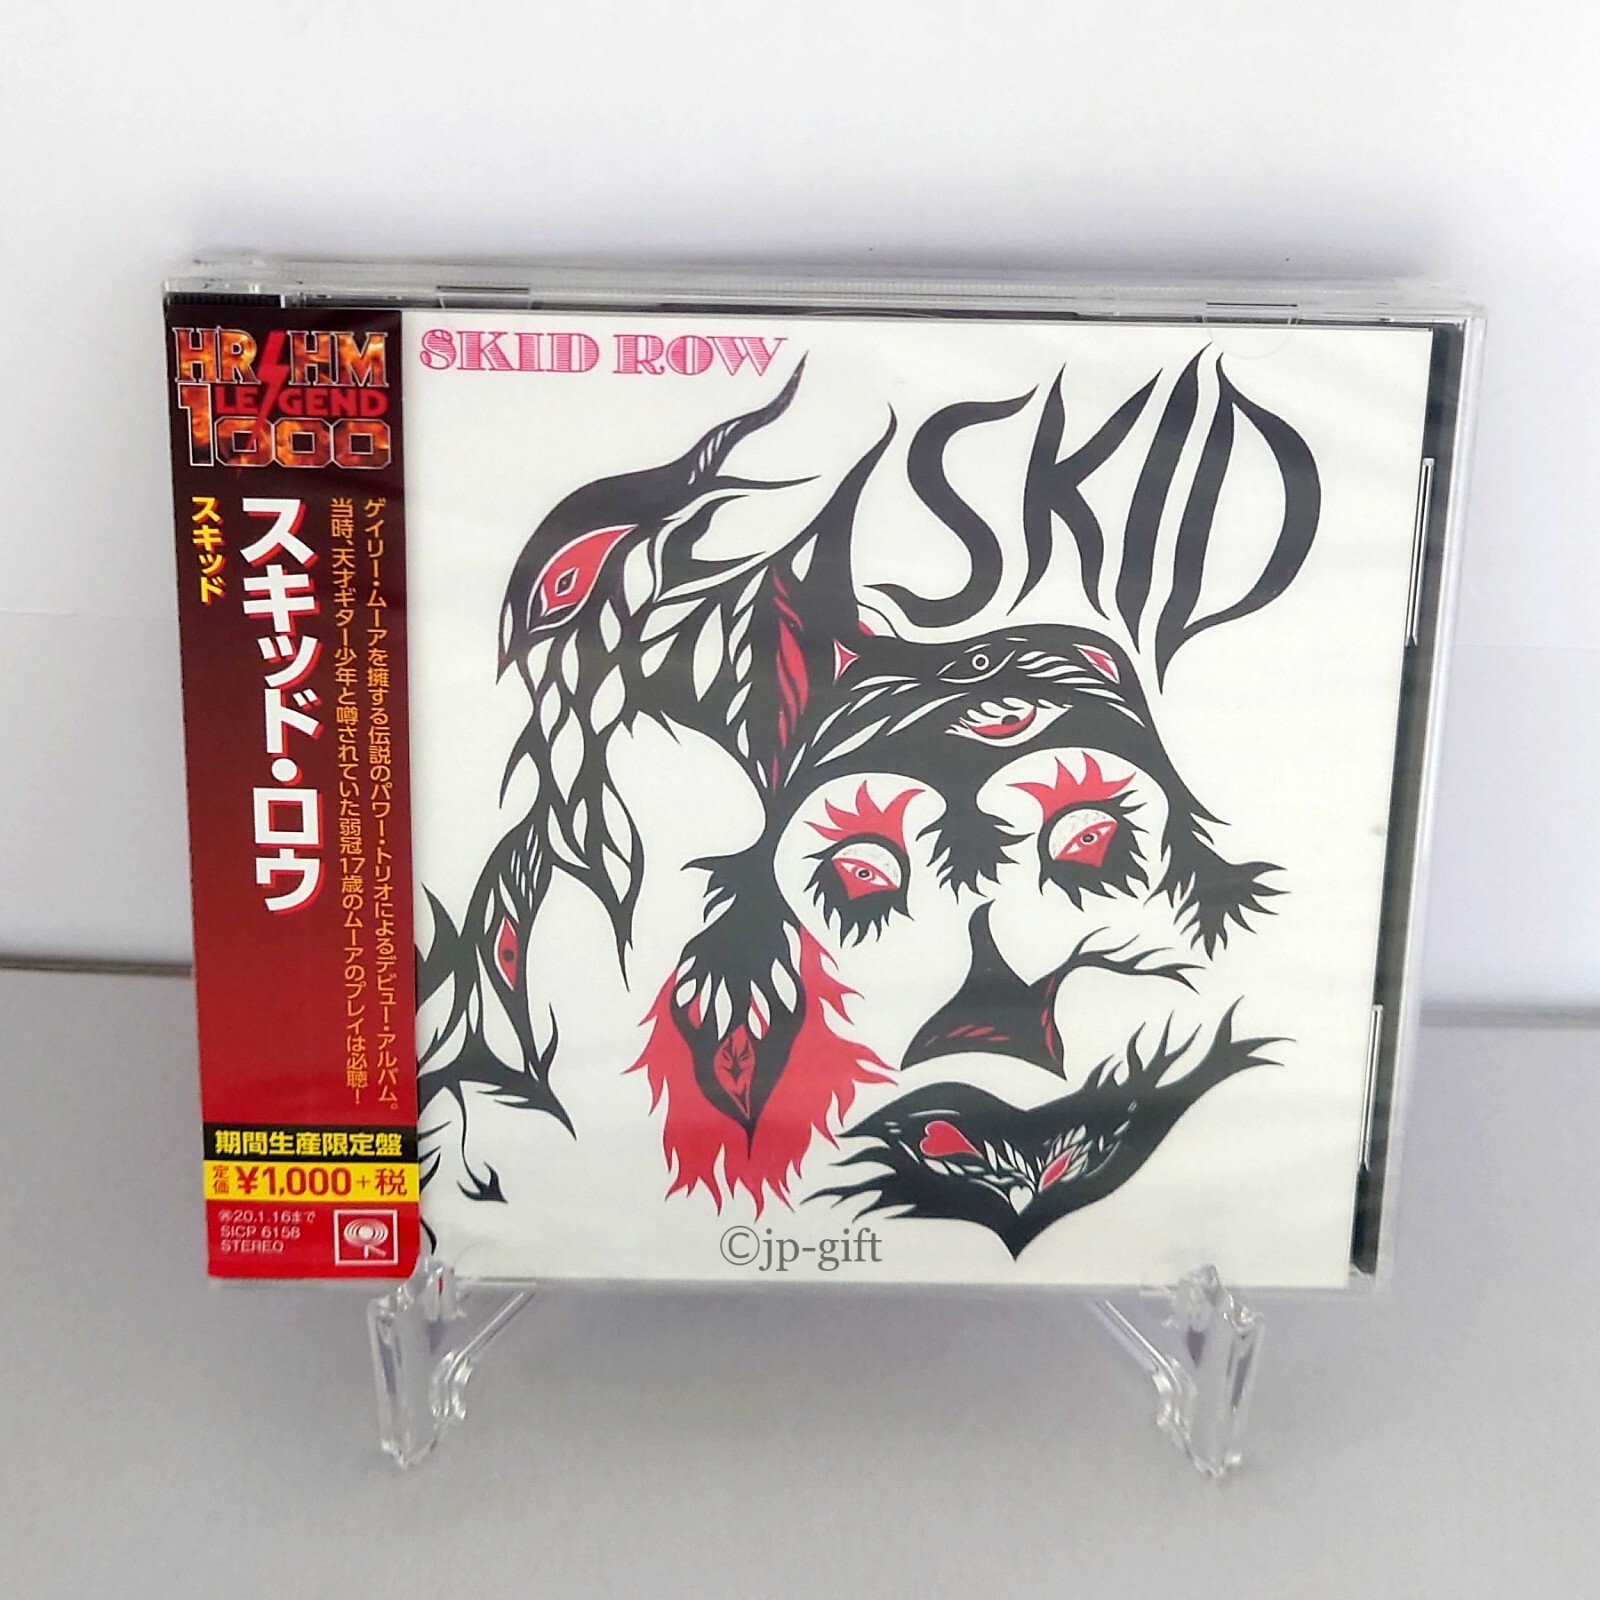 HR/HM
LEGEND
1000
ゲイリー・ムーアを擁する伝説のパワー・トリオによるデビュー・アルバム。
当時、天才ギター少年と噂されていた弱冠17歳のムーアのプレイは必聴！
スキッド・ロウ
スキッド
期間生産限定盤
定価 ¥1,000+税
20.1.16まで
SICP 6158
STEREO
SKID ROW
SKID
©jp-gift